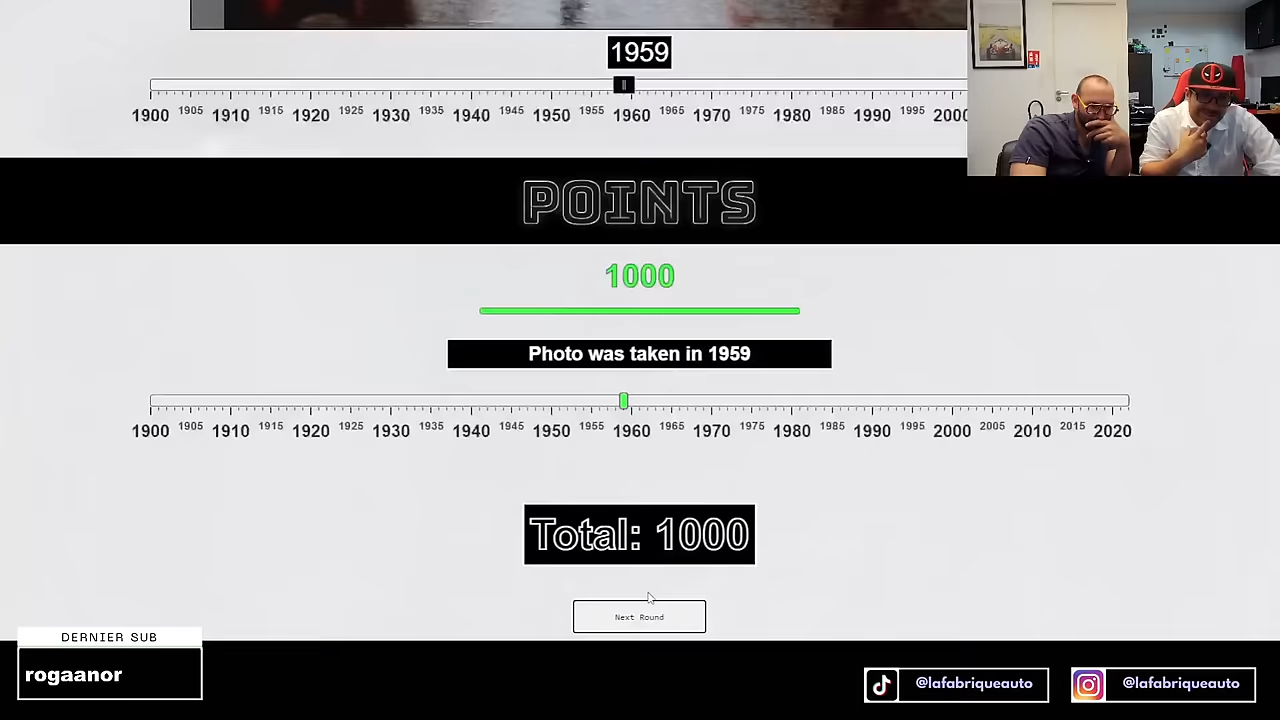 1959
1900 1905 1910 1915 1920 1925 1930 1935 1940 1945 1950 1955 1960 1965 1970 1975 1980 1985 1990 1995 2000
POINTS
1000
Photo was taken in 1959
1900 1905 1910 1915 1920 1925 1930 1935 1940 1945 1950 1955 1960 1965 1970 1975 1980 1985 1990 1995 2000 2005 2010 2015 2020
Total: 1000
Next Round
DERNIER SUB
rogaanor
@lafabriqueauto
@lafabriqueauto